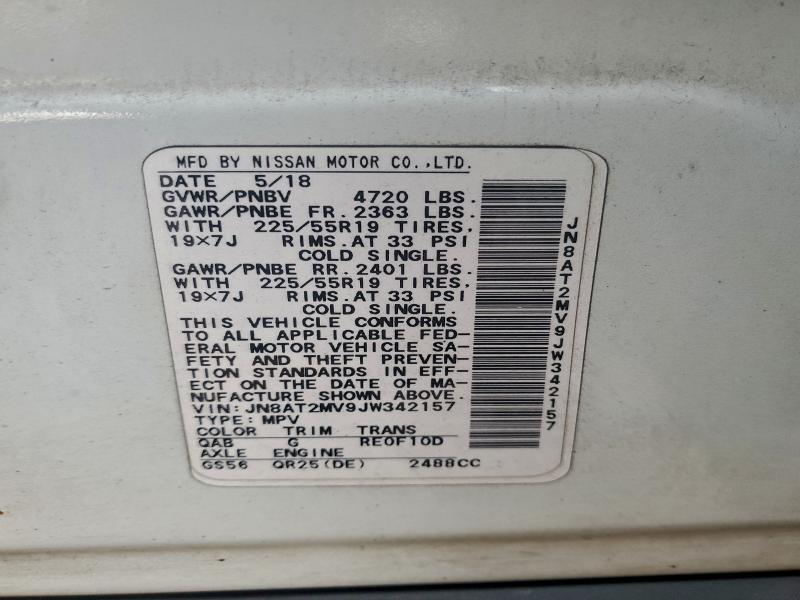 MFD BY NISSAN MOTOR CO.,LTD.
DATE 5/18
GVWR/PNBV 4720 LBS.
GAWR/PNBE FR. 2363 LBS.
WITH 225/55R19 TIRES,
19X7J RIMS.AT 33 PSI
COLD SINGLE.
GAWR/PNBE RR. 2401 LBS.
WITH 225/55R19 TIRES,
19X7J RIMS.AT 33 PSI
COLD SINGLE.
THIS VEHICLE CONFORMS
TO ALL APPLICABLE FED-
ERAL MOTOR VEHICLE SA-
FETY AND THEFT PREVEN-
TION STANDARDS IN EFF-
ECT ON THE DATE OF MA-
NUFACTURE SHOWN ABOVE.
VIN: JN8AT2MV9JW342157
TYPE: MPV
COLOR TRIM TRANS
QAB G RE0F10D
AXLE ENGINE
GS56 QR25(DE) 2488CC
JN8AT2MV9JW342157